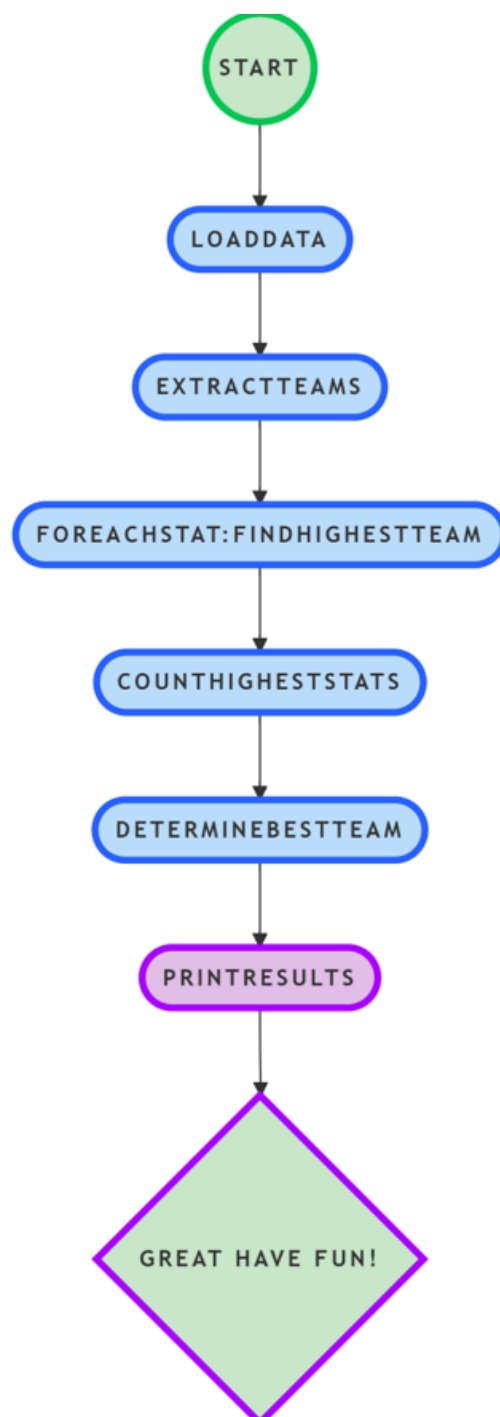 START
LOADDATA
EXTRACTTEAMS
FOREACHSTAT:FINDHIGHESTTEAM
COUNTHIGHESTSTATS
DETERMINEBESTTEAM
PRINTRESULTS
GREAT HAVE FUN!